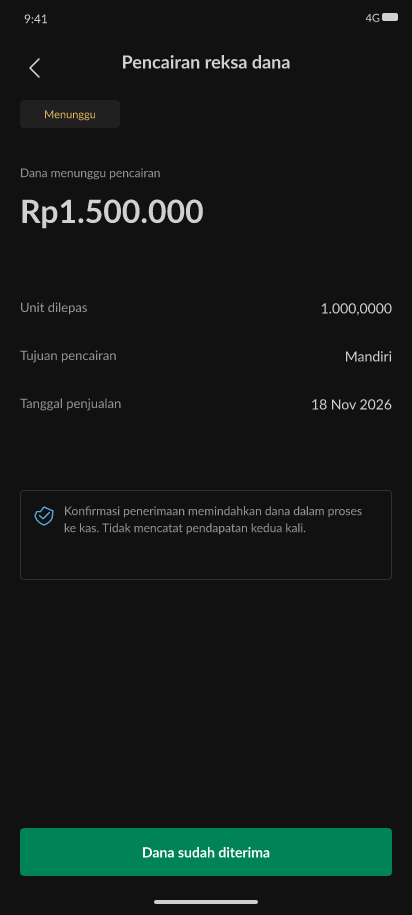 9:41
4G
Pencairan reksa dana
Menunggu
Dana menunggu pencairan
Rp1.500.000
Unit dilepas 1.000,0000
Tujuan pencairan Mandiri
Tanggal penjualan 18 Nov 2026
Konfirmasi penerimaan memindahkan dana dalam proses
ke kas. Tidak mencatat pendapatan kedua kali.
Dana sudah diterima